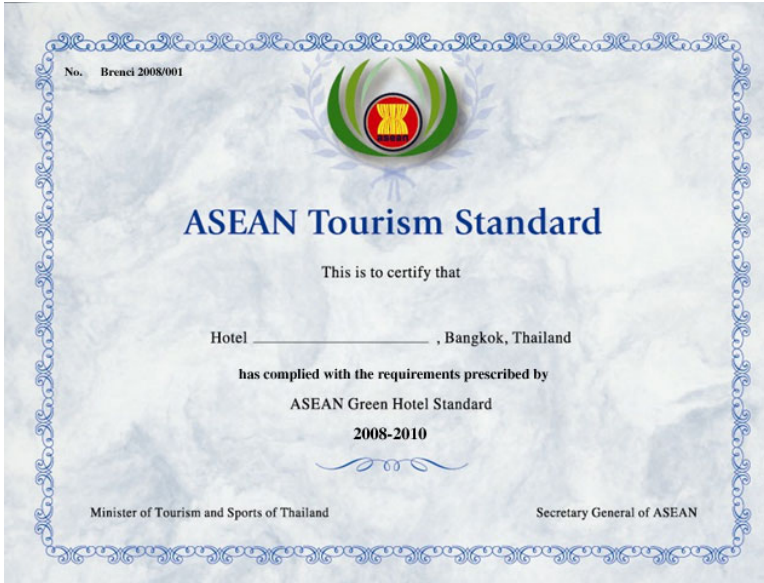 No. Brenci 2008/001
asean
ASEAN Tourism Standard
This is to certify that
Hotel ____________________ , Bangkok, Thailand
has complied with the requirements prescribed by
ASEAN Green Hotel Standard
2008-2010
Minister of Tourism and Sports of Thailand Secretary General of ASEAN